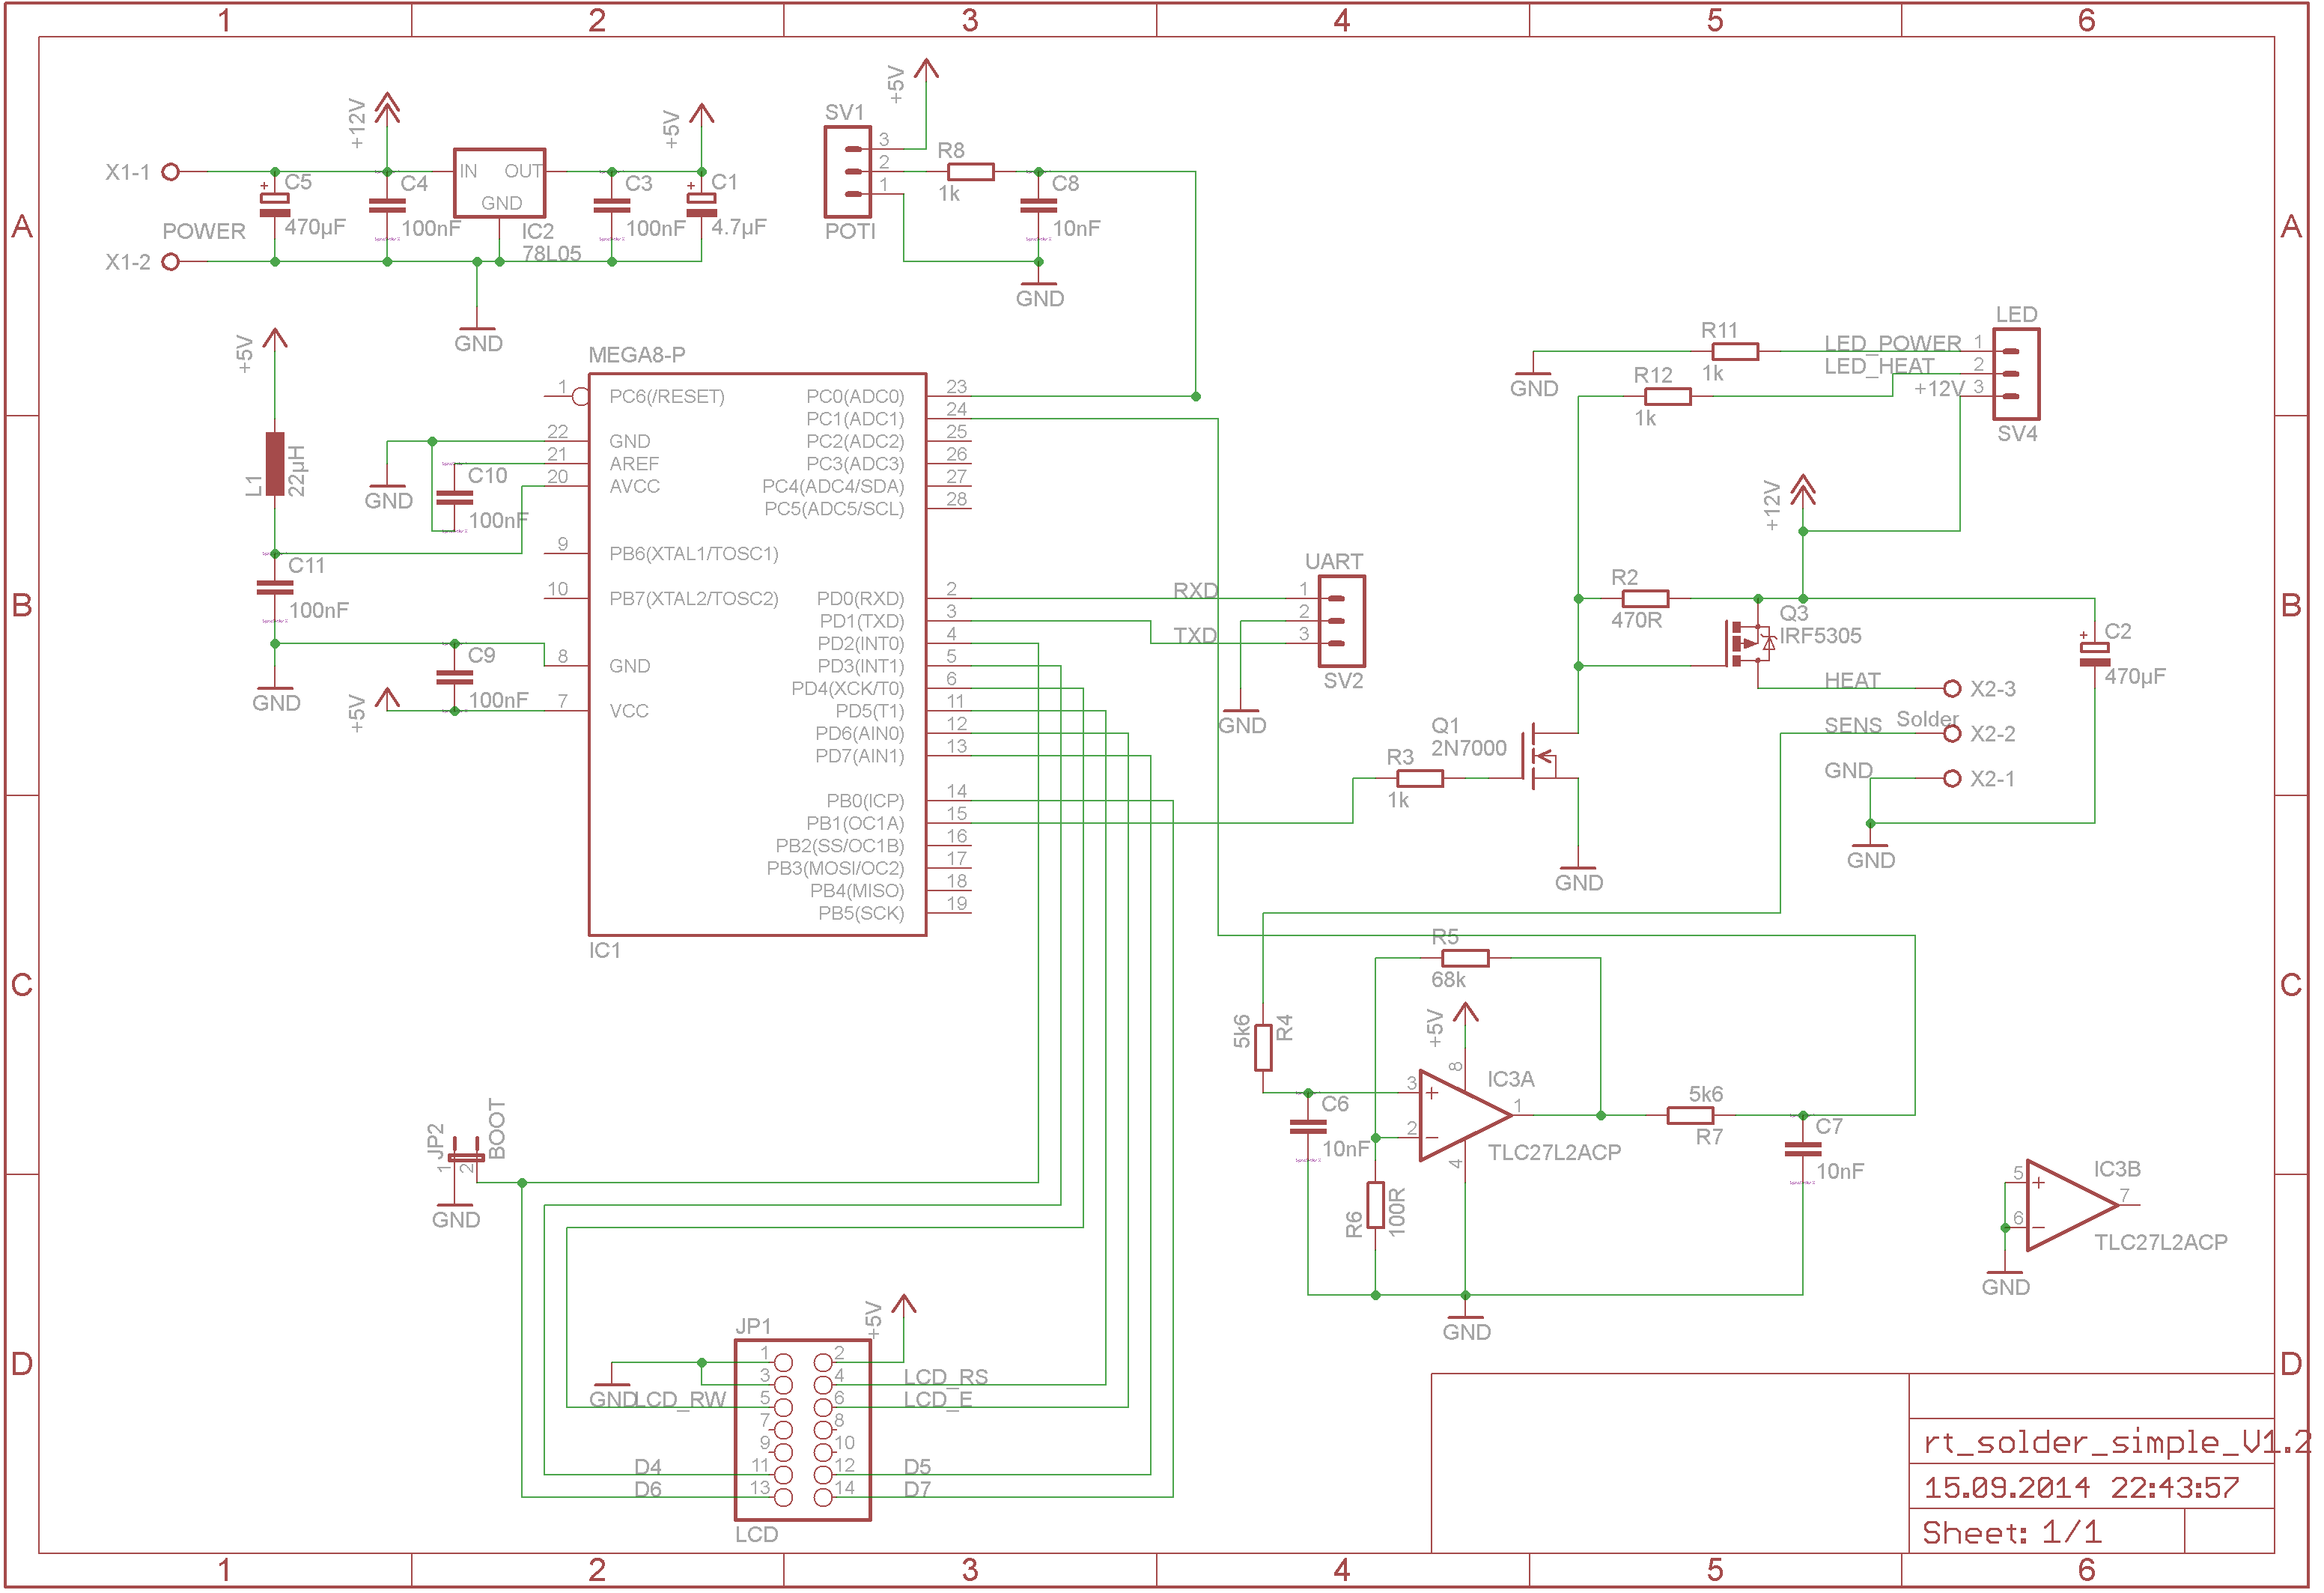 1 2 3 4 5 6
A A
B B
C C
D D
1 2 3 4 5 6
X1-1
X1-2
POWER
+12V
+5V
C5
470µF
C4
100nF
IN OUT
GND
IC2
78L05
C3
100nF
C1
4.7µF
GND
SV1
3
2
1
POTI
+5V
R8
1k
C8
10nF
GND
+5V
L1
22µH
C11
100nF
GND
GND
C10
100nF
C9
100nF
+5V
MEGA8-P
1 PC6(/RESET)
22 GND
21 AREF
20 AVCC
9 PB6(XTAL1/TOSC1)
10 PB7(XTAL2/TOSC2)
8 GND
7 VCC
PC0(ADC0) 23
PC1(ADC1) 24
PC2(ADC2) 25
PC3(ADC3) 26
PC4(ADC4/SDA) 27
PC5(ADC5/SCL) 28
PD0(RXD) 2
PD1(TXD) 3
PD2(INT0) 4
PD3(INT1) 5
PD4(XCK/T0) 6
PD5(T1) 11
PD6(AIN0) 12
PD7(AIN1) 13
PB0(ICP) 14
PB1(OC1A) 15
PB2(SS/OC1B) 16
PB3(MOSI/OC2) 17
PB4(MISO) 18
PB5(SCK) 19
IC1
UART
RXD 1
2
TXD 3
SV2
GND
LED
LED_POWER 1
LED_HEAT 2
+12V 3
SV4
R11
1k
GND
R12
1k
+12V
R2
470R
Q3
IRF5305
C2
470µF
HEAT X2-3
SENS Solder X2-2
GND X2-1
GND
Q1
2N7000
R3
1k
GND
R5
68k
R4
5k6
+5V
8
3
2
1
4
IC3A
TLC27L2ACP
C6
10nF
R6
100R
5k6
R7
C7
10nF
GND
5
6
7
IC3B
TLC27L2ACP
GND
JP2
BOOT
1
2
GND
JP1
+5V
1 2
3 4 LCD_RS
GND LCD_RW 5 6 LCD_E
7 8
9 10
D4 11 12 D5
D6 13 14 D7
LCD
rt_solder_simple_V1.2
15.09.2014 22:43:57
Sheet: 1/1